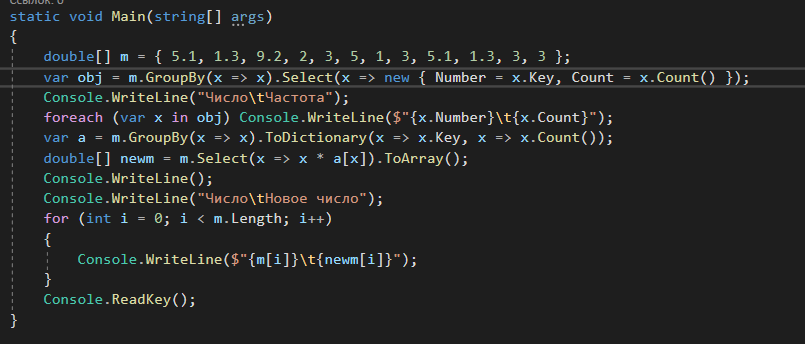 Ссылок: 0
static void Main(string[] args)
{
double[] m = { 5.1, 1.3, 9.2, 2, 3, 5, 1, 3, 5.1, 1.3, 3, 3 };
var obj = m.GroupBy(x => x).Select(x => new { Number = x.Key, Count = x.Count() });
Console.WriteLine("Число\tЧастота");
foreach (var x in obj) Console.WriteLine($"{x.Number}\t{x.Count}");
var a = m.GroupBy(x => x).ToDictionary(x => x.Key, x => x.Count());
double[] newm = m.Select(x => x * a[x]).ToArray();
Console.WriteLine();
Console.WriteLine("Число\tНовое число");
for (int i = 0; i < m.Length; i++)
{
Console.WriteLine($"{m[i]}\t{newm[i]}");
}
Console.ReadKey();
}